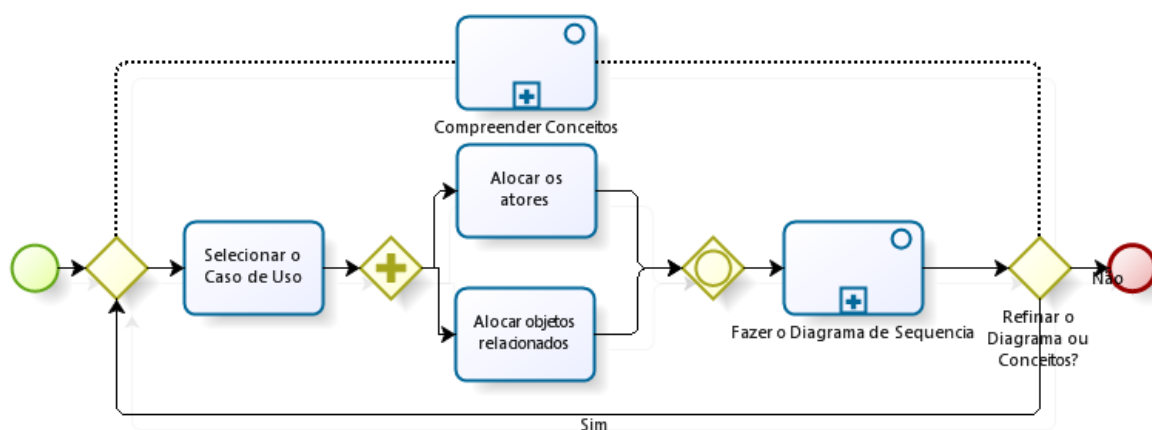 Compreender Conceitos
Alocar os
atores
Selecionar o
Caso de Uso
Alocar objetos
relacionados
Fazer o Diagrama de Sequencia
Não
Refinar o
Diagrama ou
Conceitos?
Sim